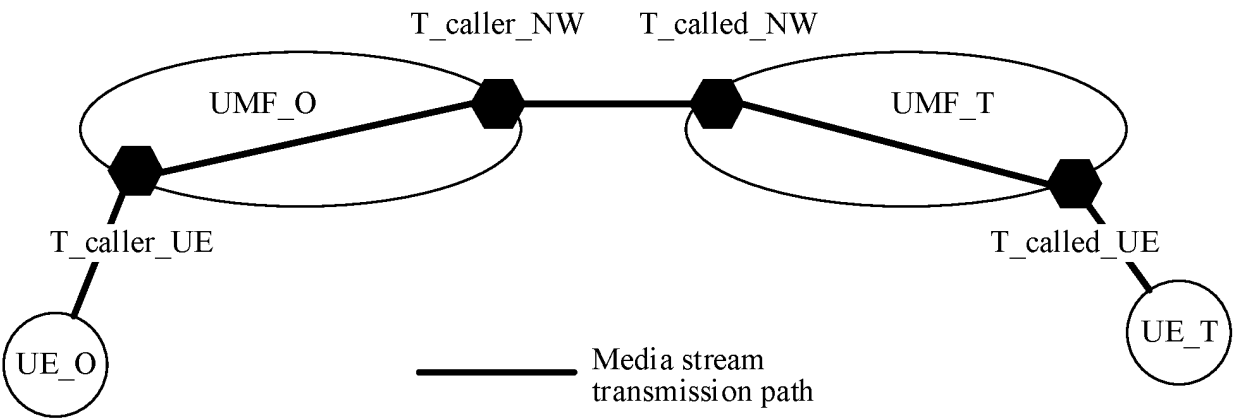 T_caller_NW
T_called_NW
UMF_O
UMF_T
T_caller_UE
T_called_UE
UE_O
UE_T
Media stream
transmission path